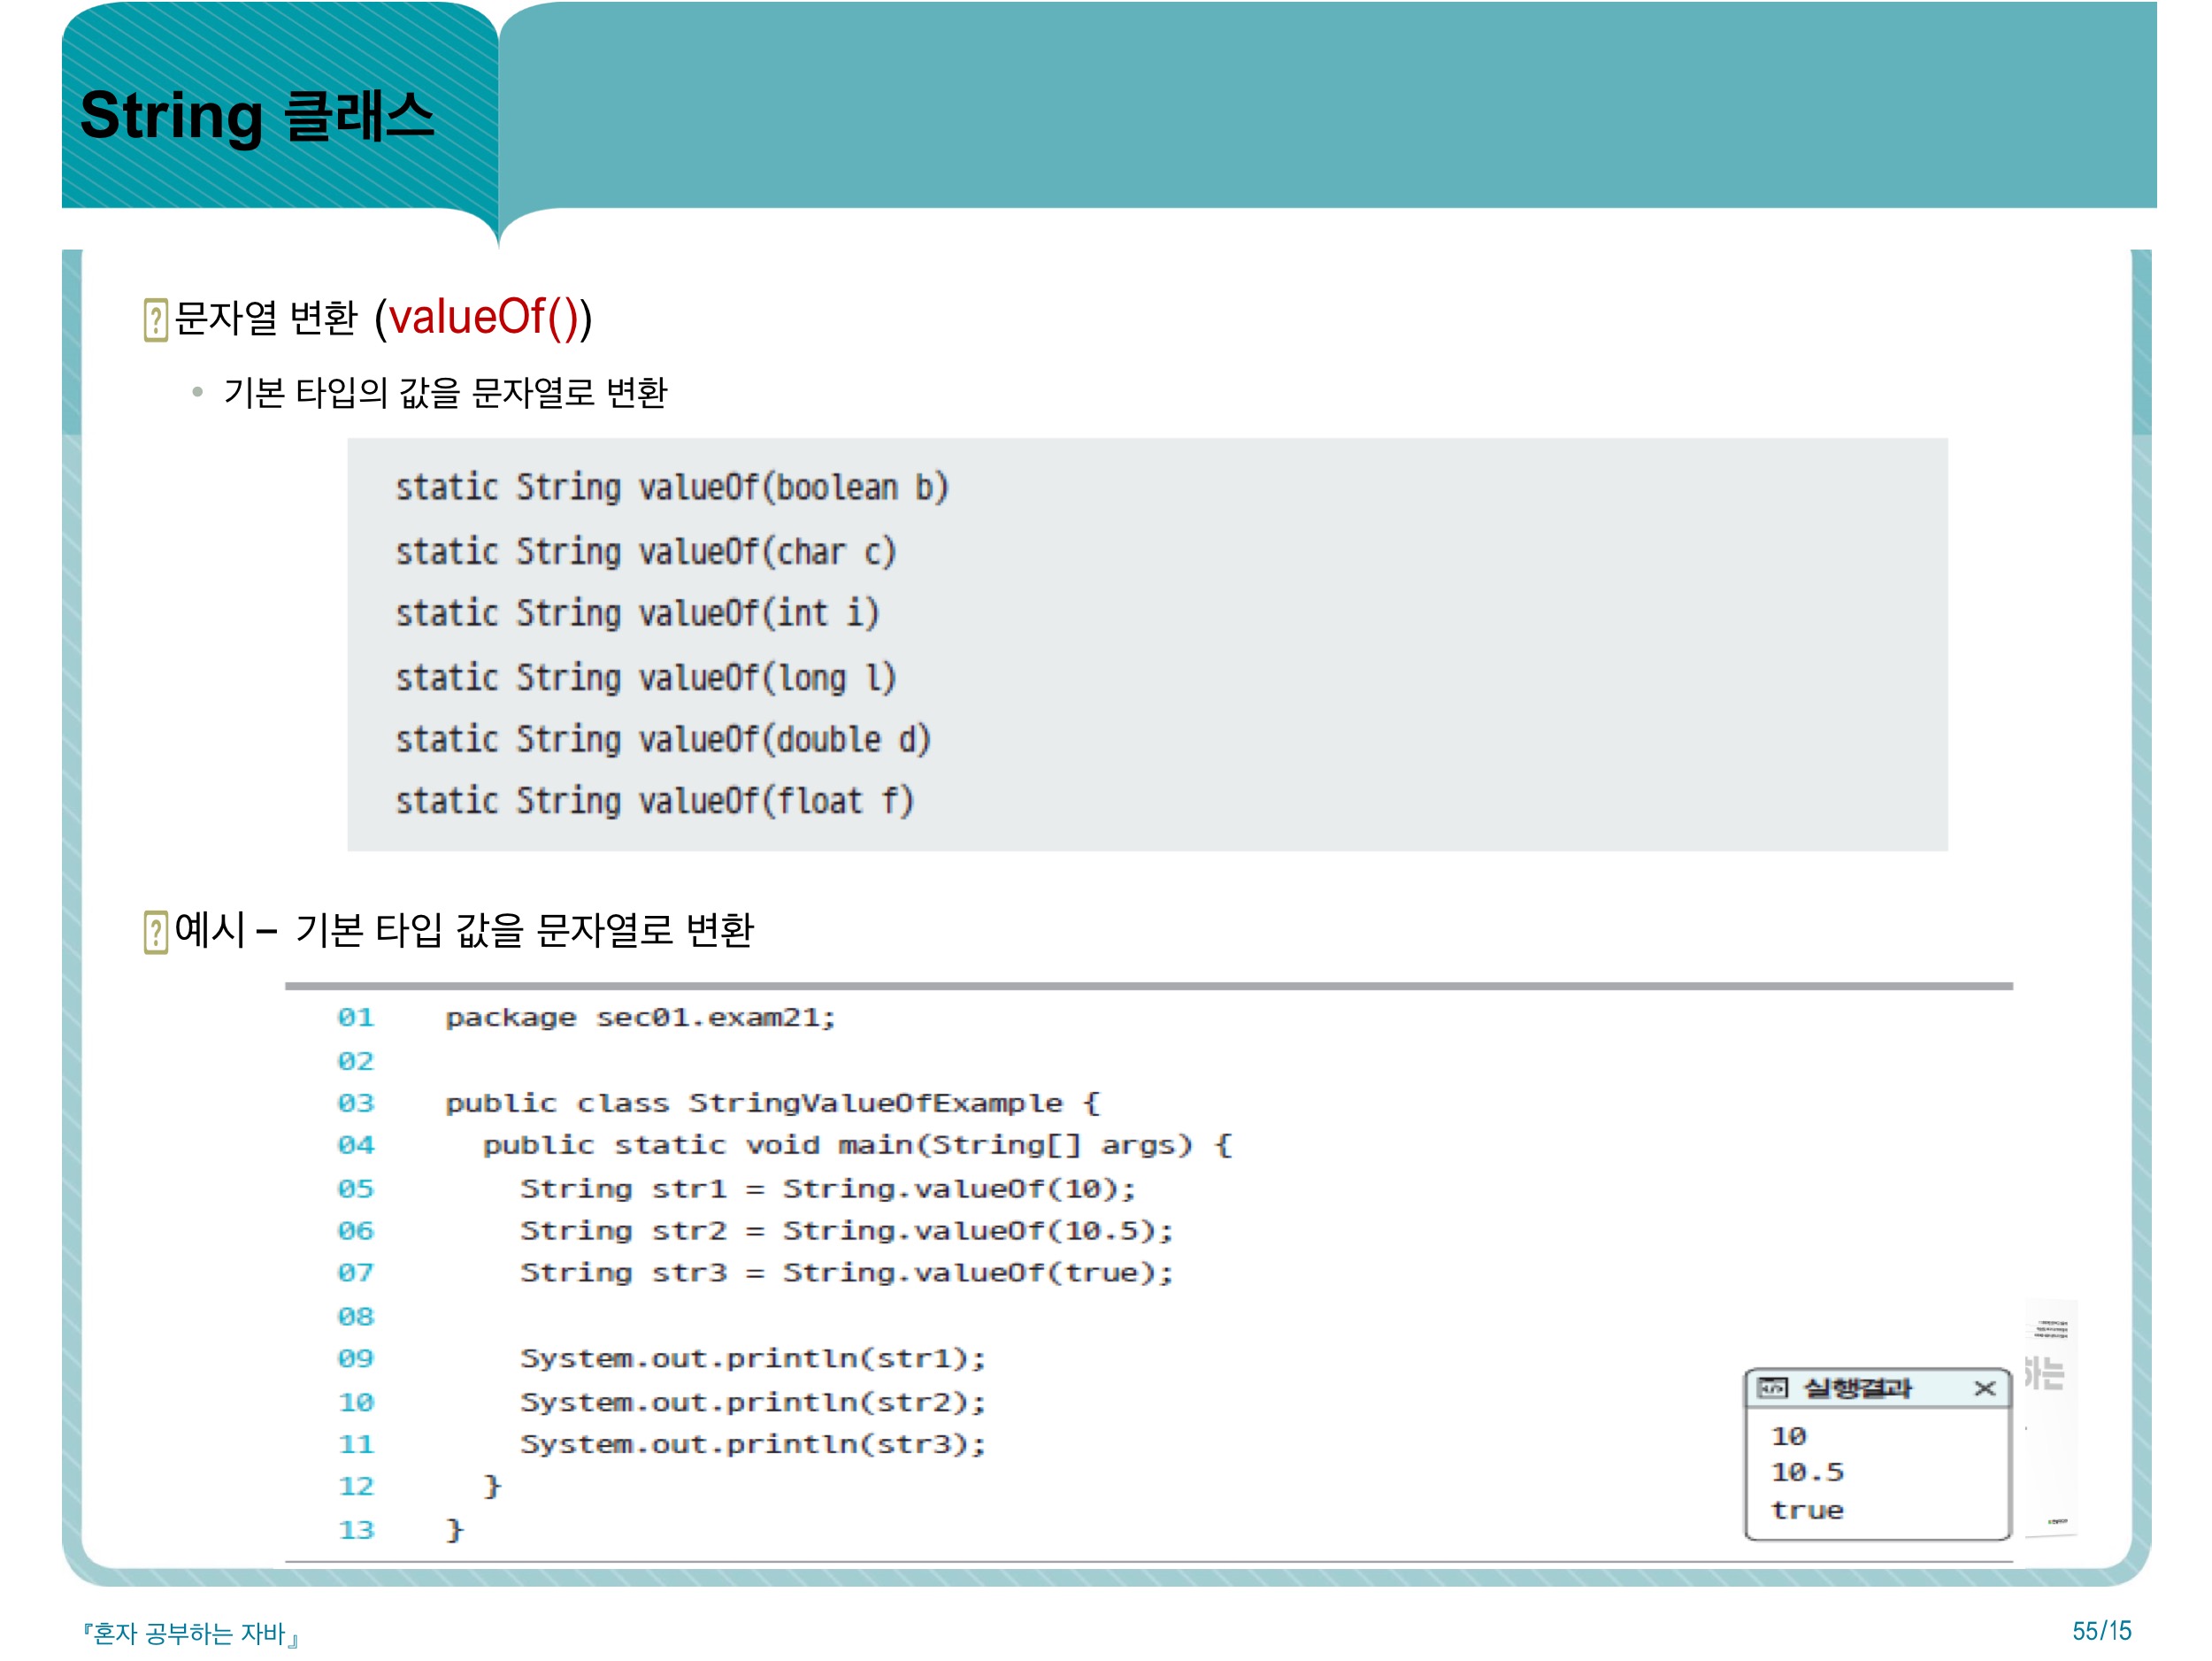 String 클래스
문자열 변환 (valueOf())
• 기본 타입의 값을 문자열로 변환
static String valueOf(boolean b)
static String valueOf(char c)
static String valueOf(int i)
static String valueOf(long l)
static String valueOf(double d)
static String valueOf(float f)
예시 – 기본 타입 값을 문자열로 변환
01 package sec01.exam21;
02
03 public class StringValueOfExample {
04 public static void main(String[] args) {
05 String str1 = String.valueOf(10);
06 String str2 = String.valueOf(10.5);
07 String str3 = String.valueOf(true);
08
09 System.out.println(str1);
10 System.out.println(str2);
11 System.out.println(str3);
12 }
13 }
실행결과 ×
10
10.5
true
하는
『혼자 공부하는 자바』
55/15